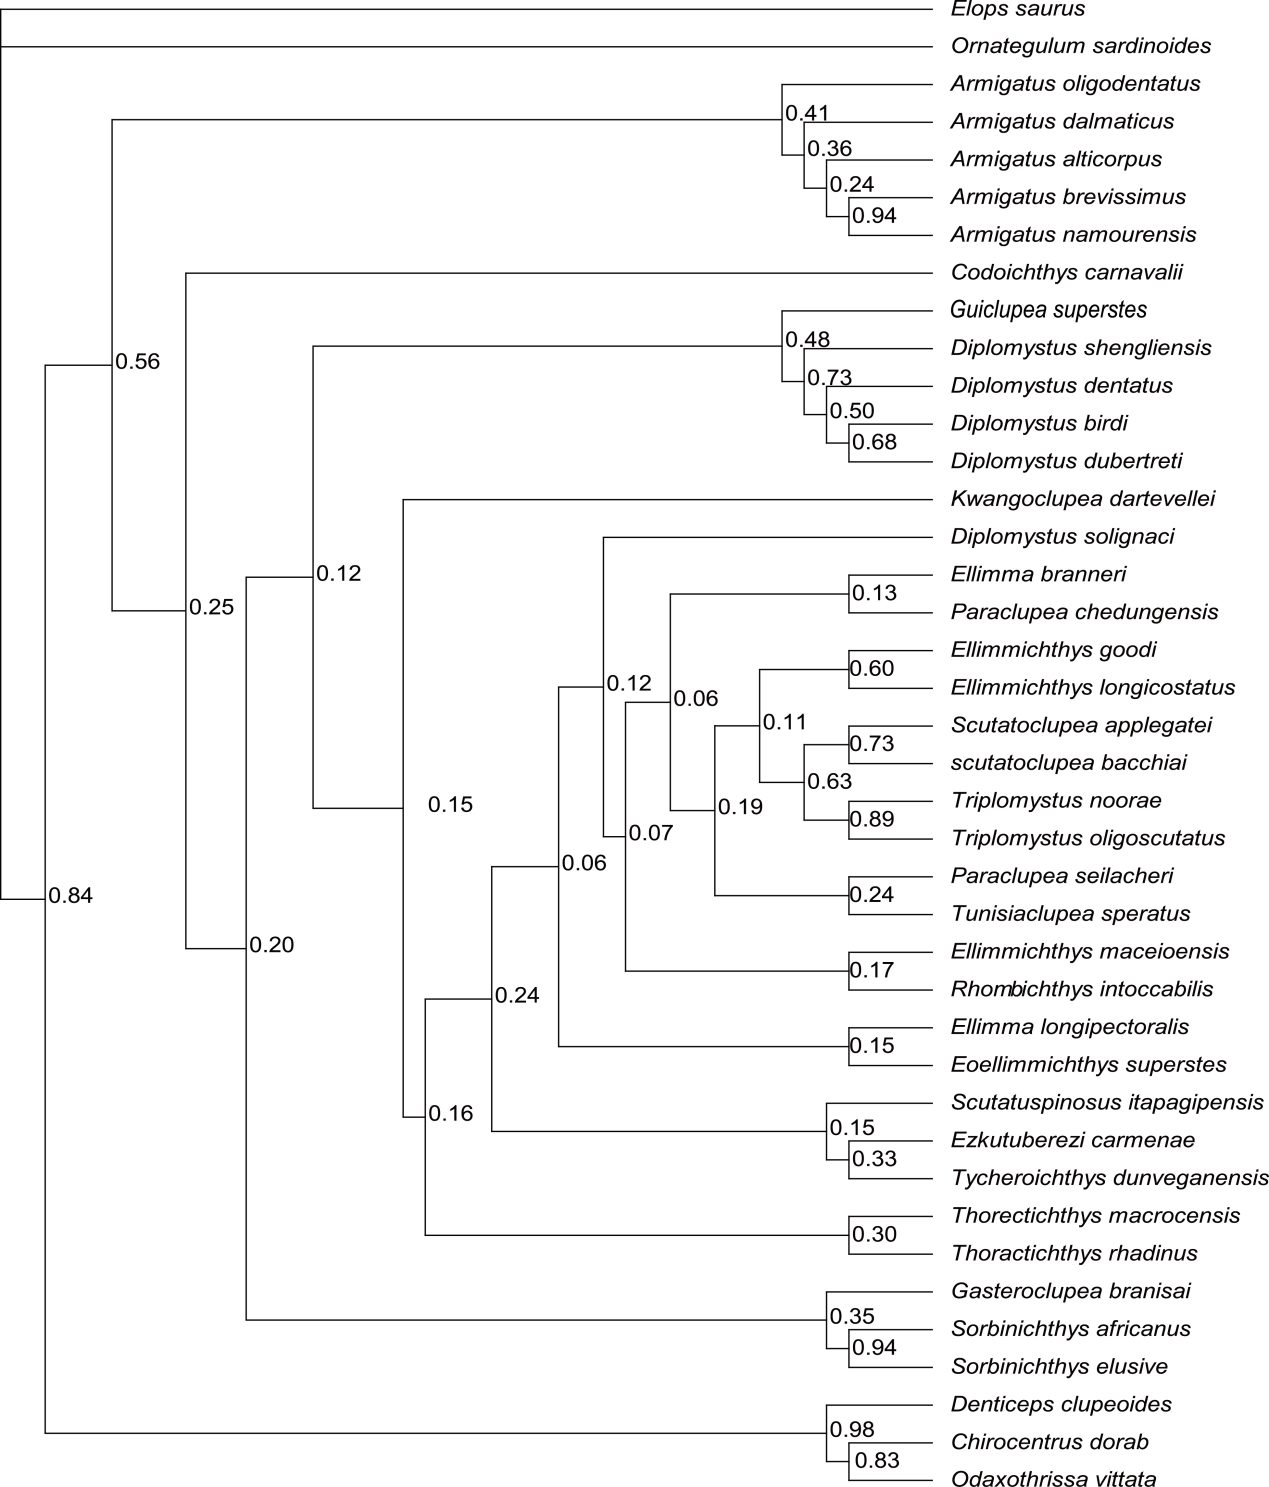 Elops saurus
Ornategulum sardinoides
Armigatus oligodentatus
0.41
Armigatus dalmaticus
0.36
Armigatus alticorpus
0.24
Armigatus brevissimus
0.94
Armigatus namourensis
Codoichthys carnavalii
Guiclupea superstes
0.48
Diplomystus shengliensis
0.56
0.73
Diplomystus dentatus
0.50
Diplomystus birdi
0.68
Diplomystus dubertreti
Kwangoclupea dartevellei
Diplomystus solignaci
0.12
Ellimma branneri
0.13
0.25
Paraclupea chedungensis
Ellimmichthys goodi
0.60
0.12
Ellimmichthys longicostatus
0.06
0.11
Scutatoclupea applegatei
0.73
scutatoclupea bacchiai
0.63
Triplomystus noorae
0.15
0.19
0.89
0.07
Triplomystus oligoscutatus
0.06
Paraclupea seilacheri
0.84
0.24
Tunisiaclupea speratus
0.20
Ellimmichthys maceioensis
0.17
Rhombichthys intoccabilis
0.24
Ellimma longipectoralis
0.15
Eoellimmichthys superstes
Scutatuspinosus itapagipensis
0.16
0.15
Ezkutuberezi carmenae
0.33
Tycheroichthys dunveganensis
Thorectichthys macrocensis
0.30
Thoractichthys rhadinus
Gasteroclupea branisai
0.35
Sorbinichthys africanus
0.94
Sorbinichthys elusive
Denticeps clupeoides
0.98
Chirocentrus dorab
0.83
Odaxothrissa vittata